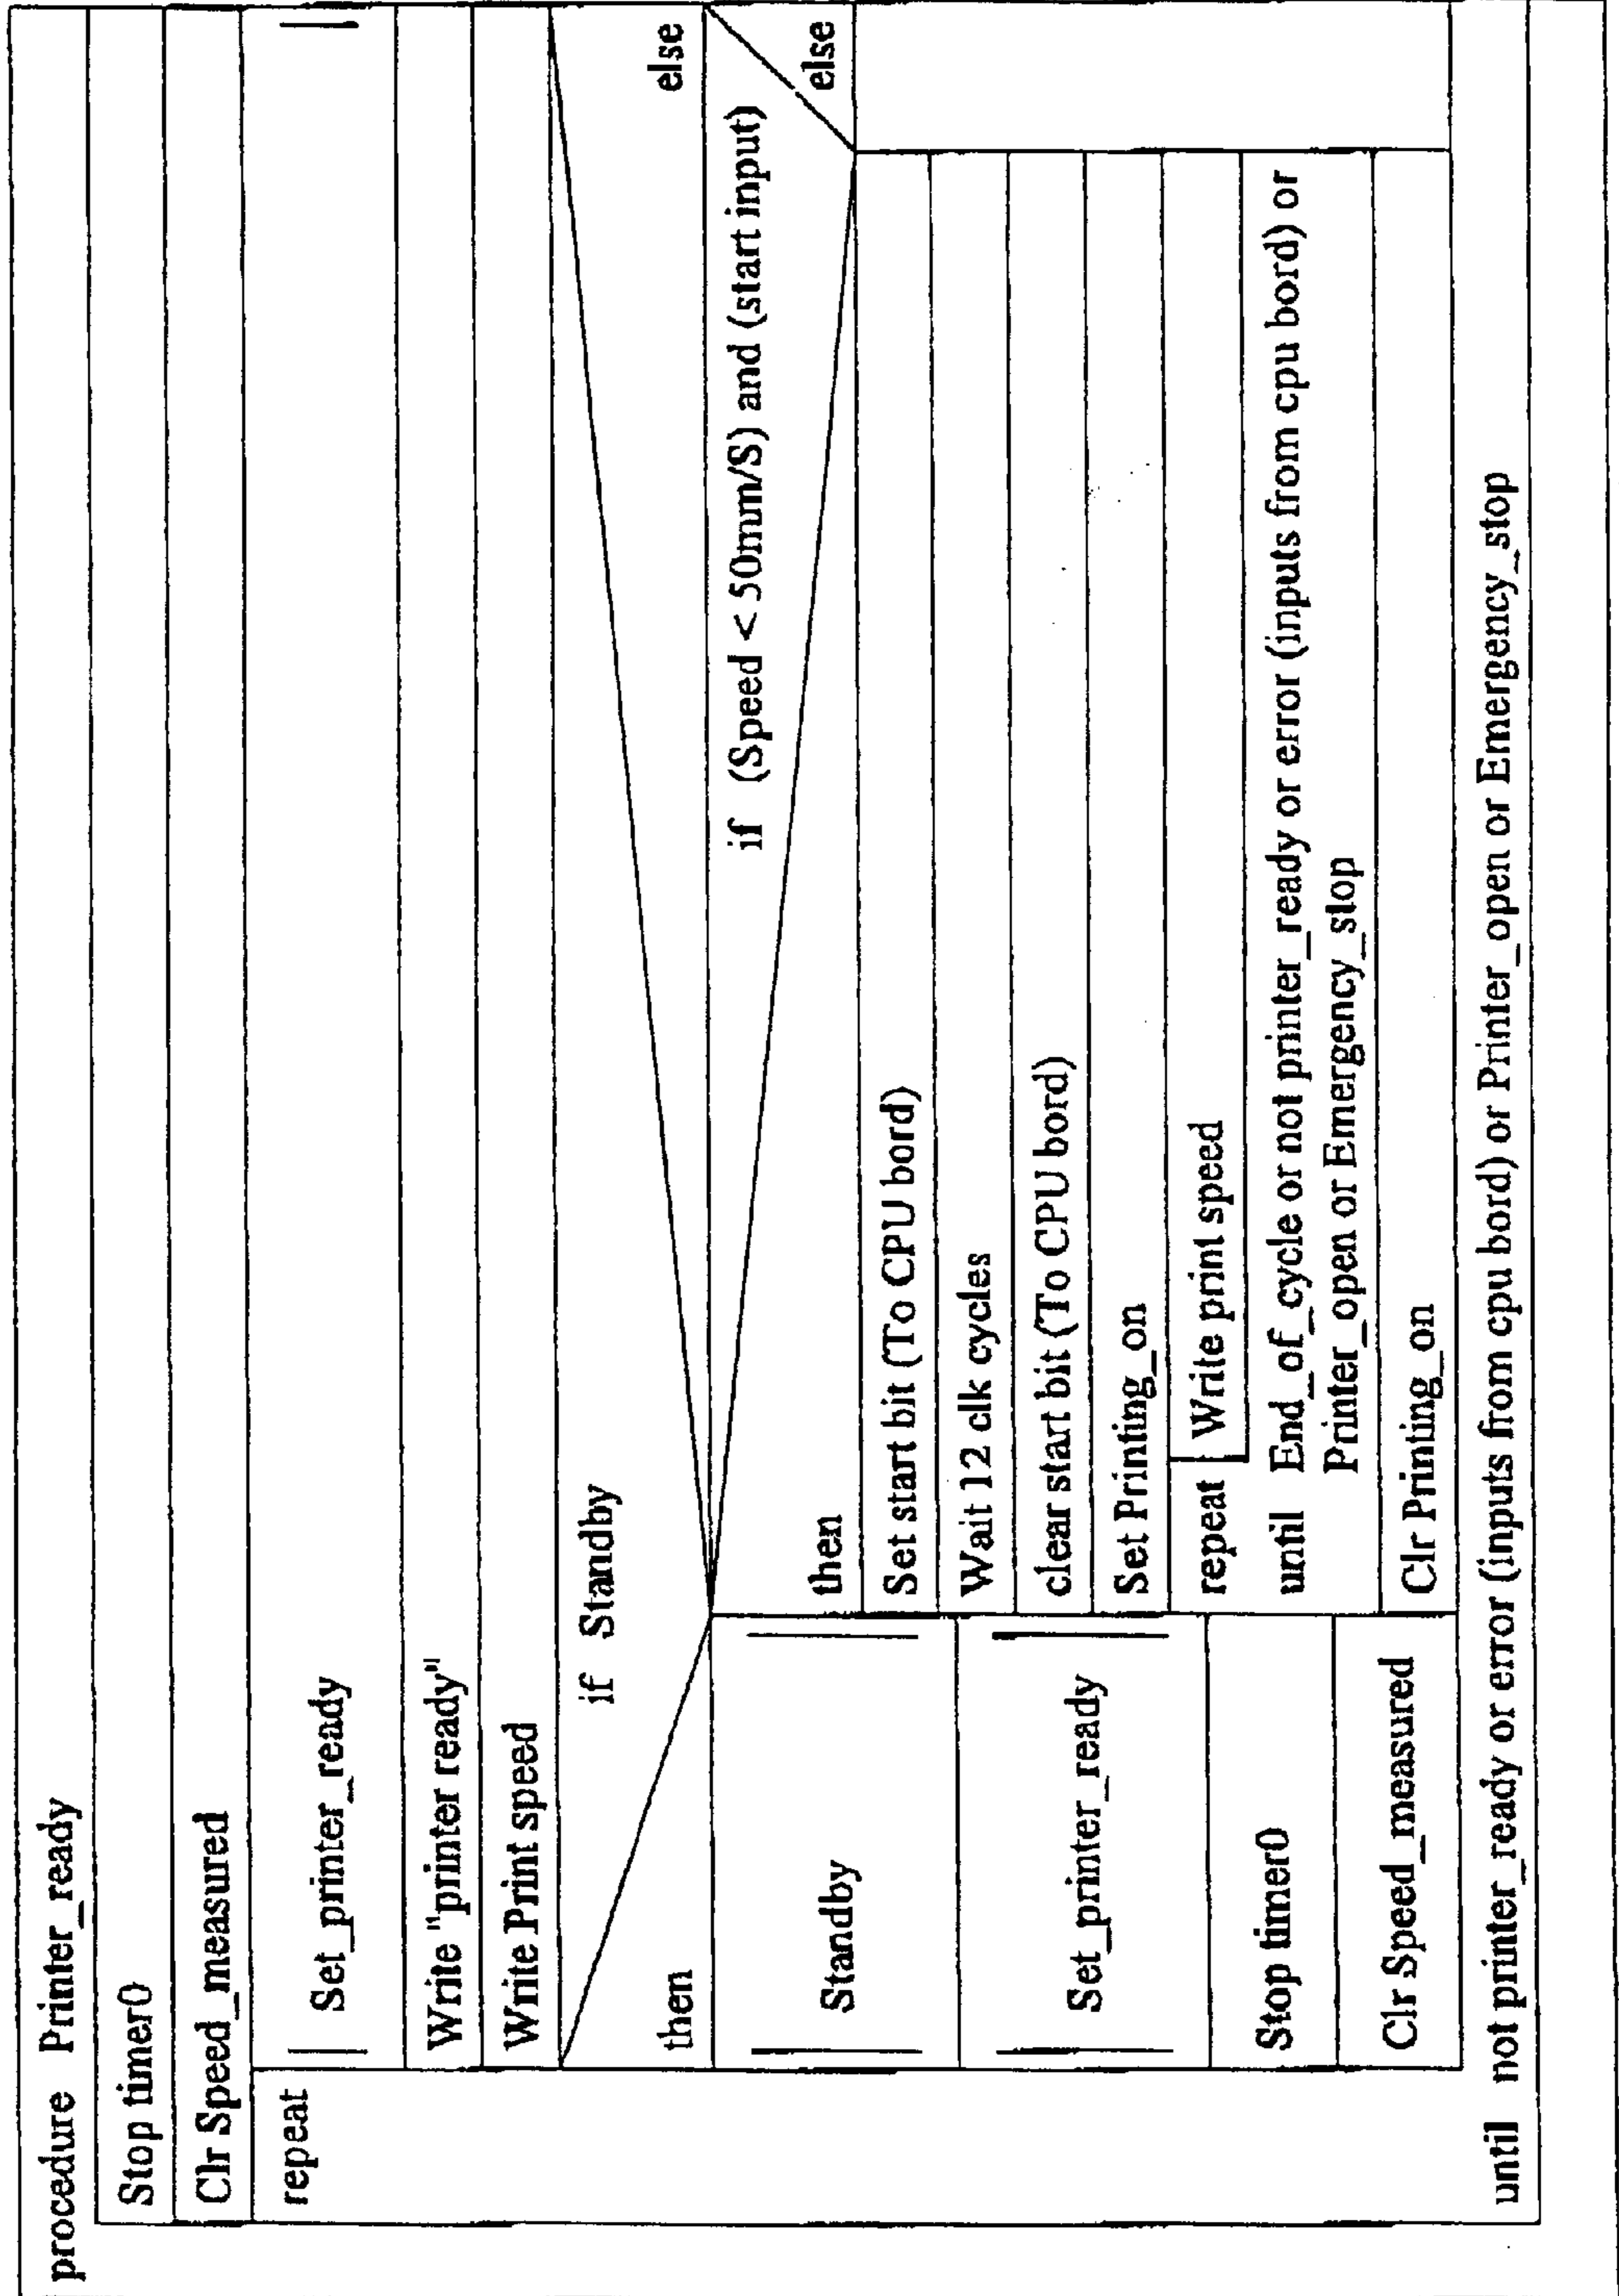 procedure Printer_ready
Stop timer0
Clr Speed_measured
repeat
Set_printer_ready
Write "printer ready"
Write Print speed
if Standby
then
else
Standby
Set_printer_ready
Stop timer0
Clr Speed_measured
if (Speed < 50mm/S) and (start input)
then
else
Set start bit (To CPU bord)
Wait 12 clk cycles
clear start bit (To CPU bord)
Set Printing_on
repeat
Write print speed
until End_of_cycle or not printer_ready or error (inputs from cpu bord) or
Printer_open or Emergency_stop
Clr Printing_on
until not printer_ready or error (inputs from cpu bord) or Printer_open or Emergency_stop